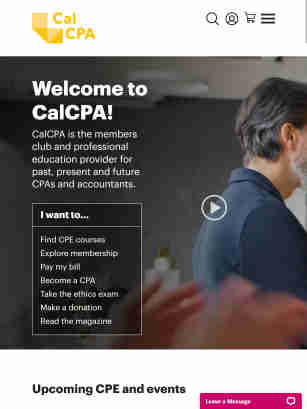 Cal
CPA
Welcome to
CalCPA!
CalCPA is the members
club and professional
education provider for
past, present and future
CPAs and accountants.
I want to...
Find CPE courses
Explore membership
Pay my bill
Become a CPA
Take the ethics exam
Make a donation
Read the magazine
Upcoming CPE and events
Leave a Message